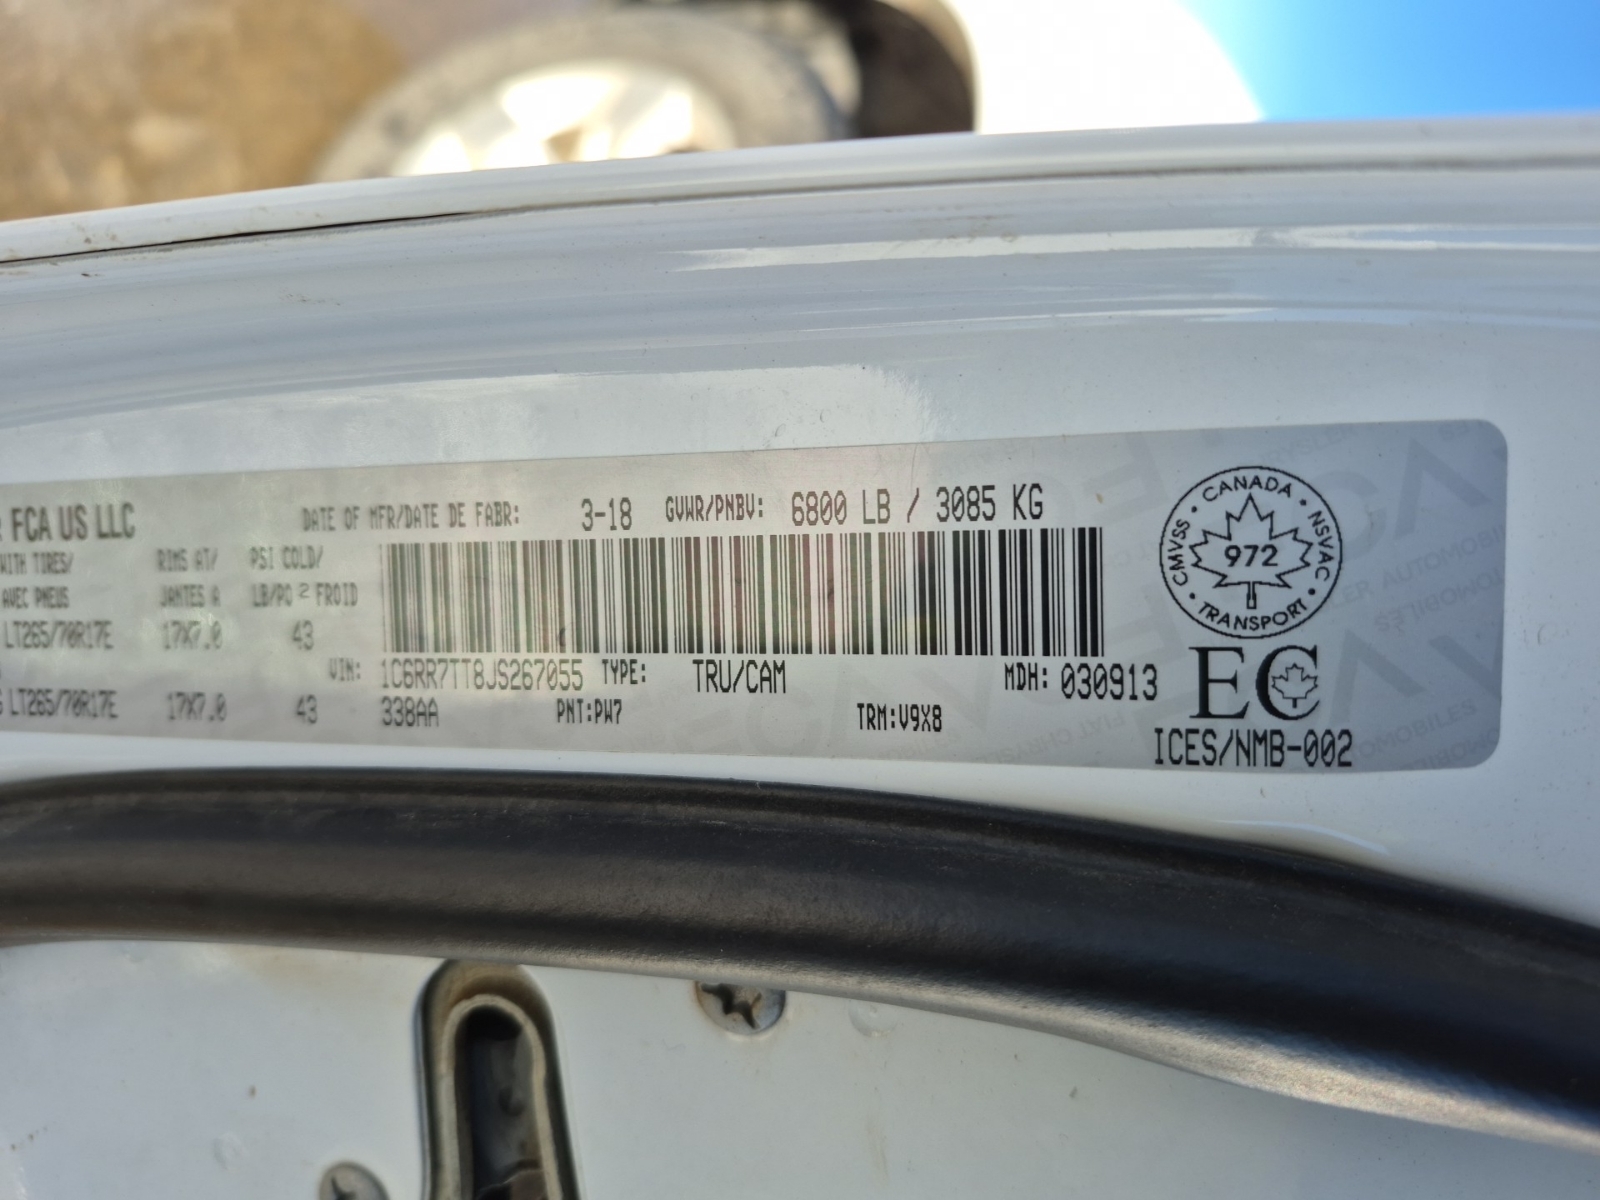 FCA US LLC
DATE OF MFR/DATE DE FABR: 3-18 GVWR/PNBV: 6800 LB / 3085 KG
WITH TIRES/ RIMS AT/ PSI COLD/
AVEC PNEUS JANTES A LB/PO 2 FROID
LT265/70R17E 17X7.0 43
VIN: 1C6RR7TT8JS267055 TYPE: TRU/CAM MDH: 030913
LT265/70R17E 17X7.0 43
338AA PNT:PW7 TRM:V9X8
CANADA
CMVSS
NSVAC
972
TRANSPORT
EC
ICES/NMB-002